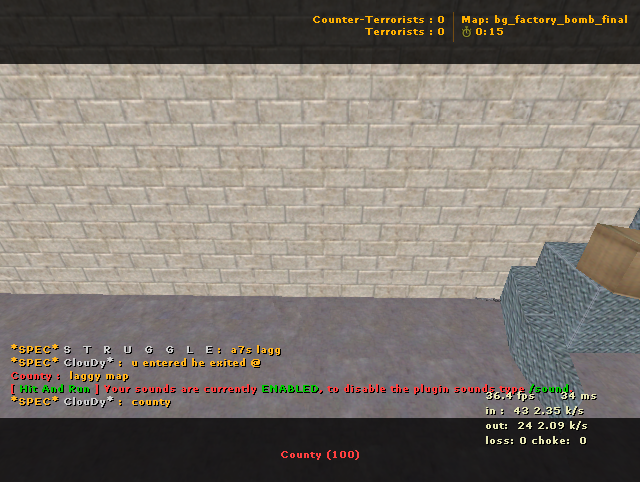 Counter-Terrorists : 0
Terrorists : 0
Map: bg_factory_bomb_final
0:15
*SPEC* S T R U G G L E : a7s lagg
*SPEC* ClouDy* : u entered he exited @
County : laggy map
[ Hit And Run ] Your sounds are currently ENABLED, to disable the plugin sounds type /sound.
*SPEC* ClouDy* : county
36.4 fps 34 ms
in : 43 2.35 k/s
out: 24 2.09 k/s
loss: 0 choke: 0
County (100)